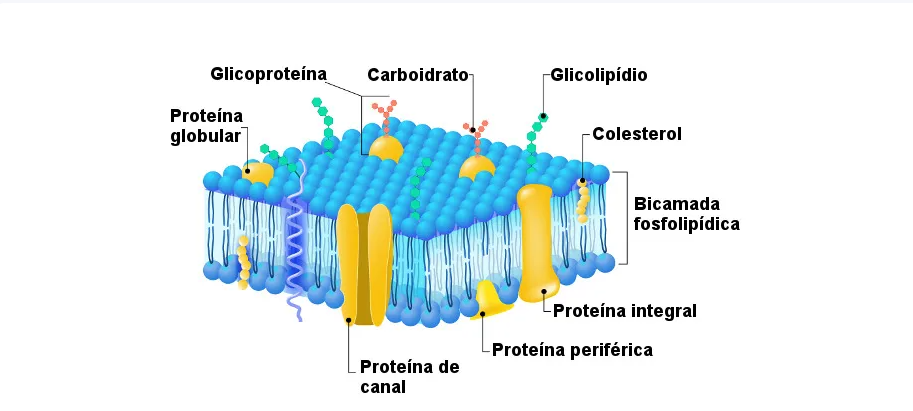 Glicoproteína
Carboidrato
Glicolipídio
Proteína
globular
Colesterol
Bicamada
fosfolipídica
Proteína integral
Proteína periférica
Proteína de
canal